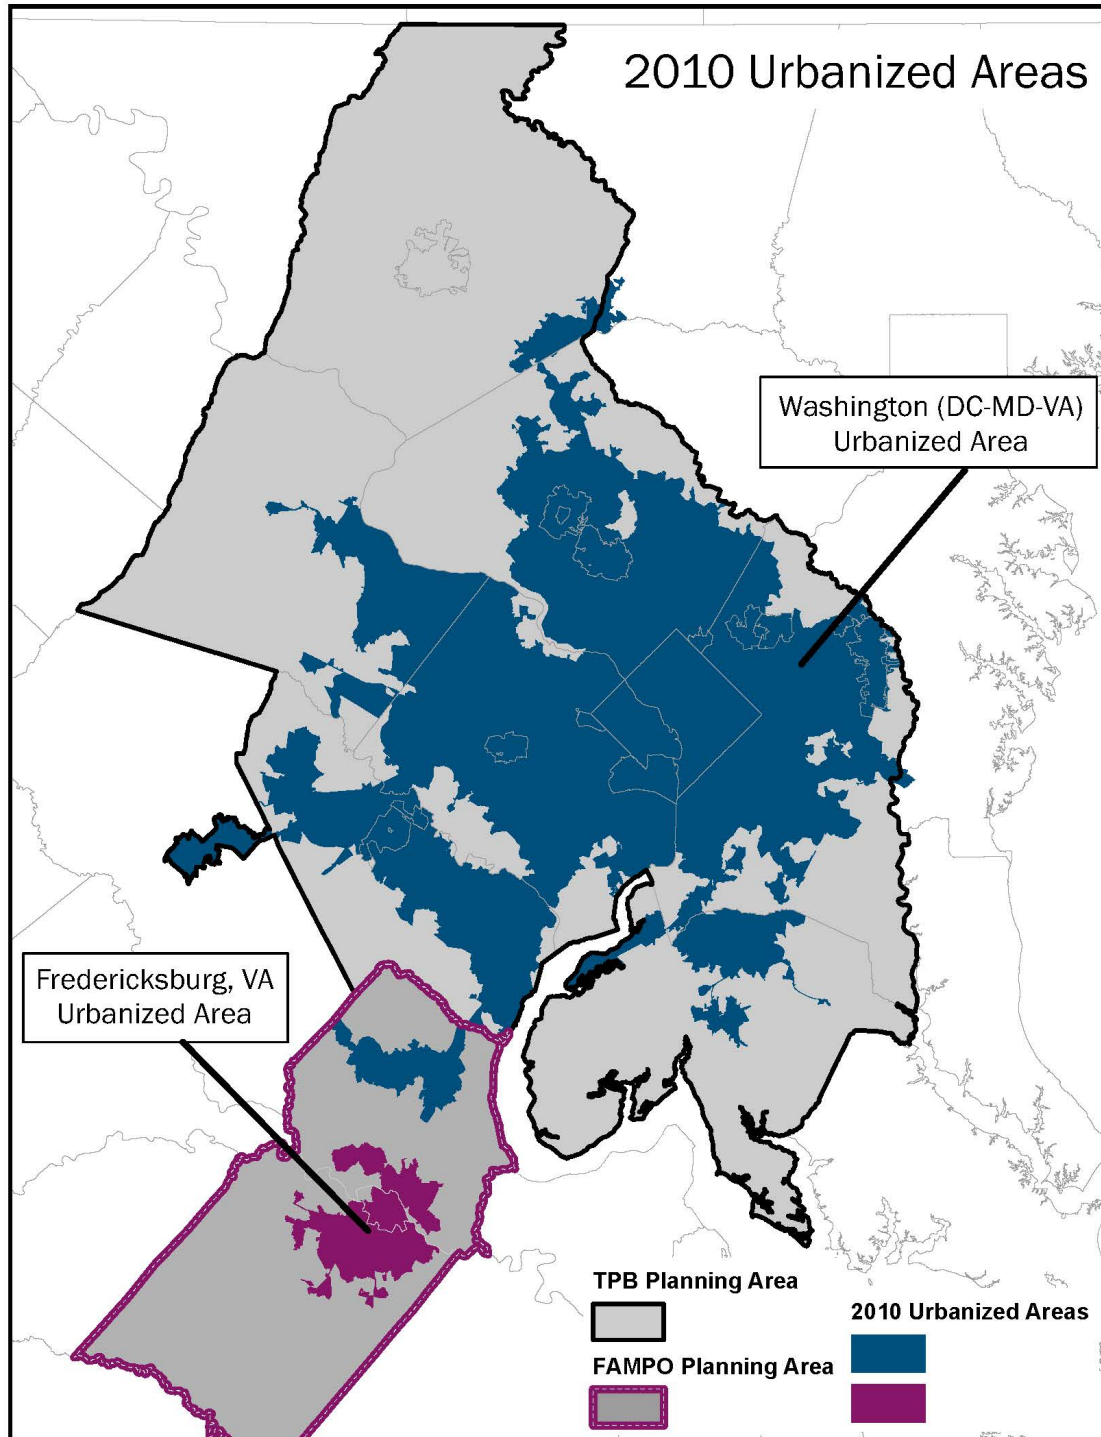 2010 Urbanized Areas
Washington (DC-MD-VA)
Urbanized Area
Fredericksburg, VA
Urbanized Area
TPB Planning Area
FAMPO Planning Area
2010 Urbanized Areas